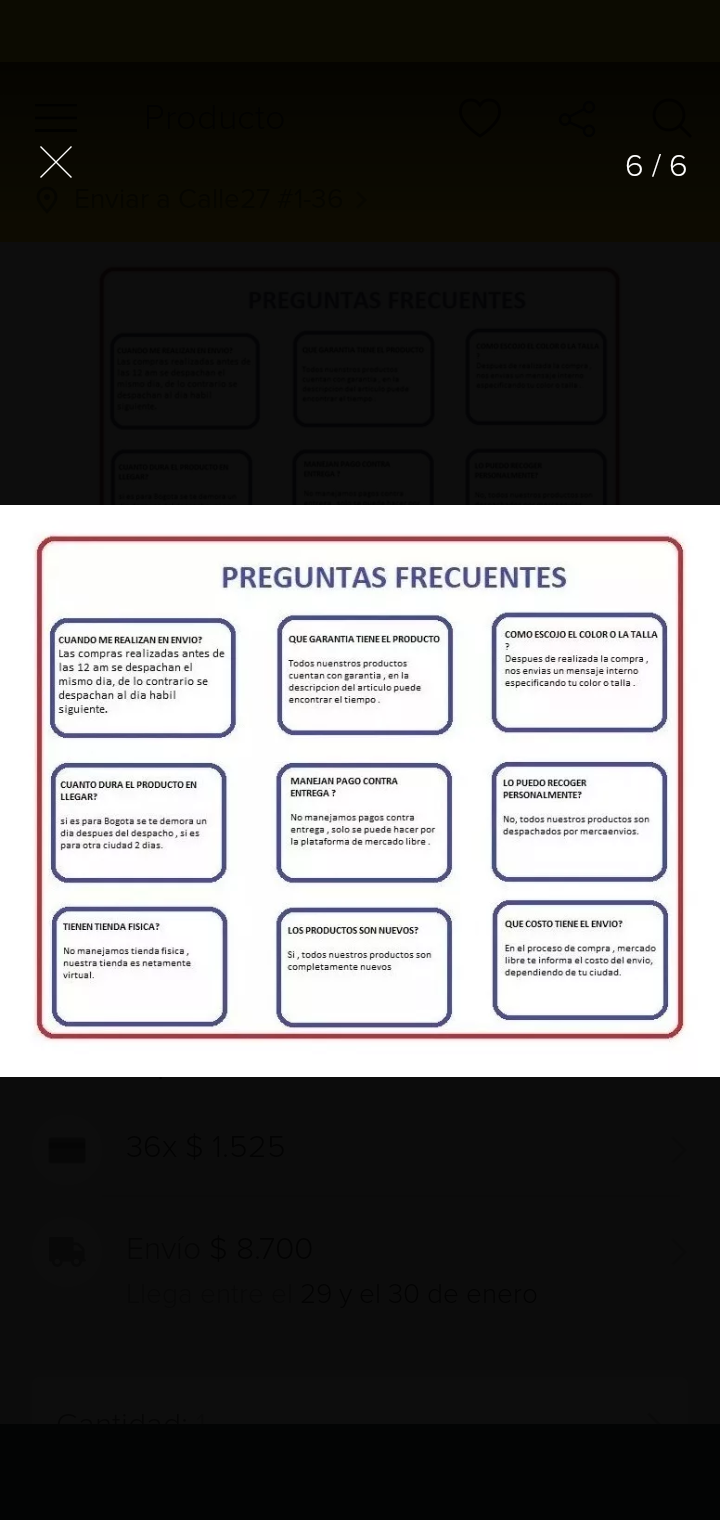 Producto
6 / 6
Enviar a Calle27 #1-36
PREGUNTAS FRECUENTES
PREGUNTAS FRECUENTES
CUANDO ME REALIZAN EN ENVIO?
Las compras realizadas antes de
las 12 am se despachan el
mismo dia, de lo contrario se
despachan al dia habil
siguiente.
QUE GARANTIA TIENE EL PRODUCTO
Todos nuenstros productos
cuentan con garantia , en la
descripcion del articulo puede
encontrar el tiempo .
COMO ESCOJO EL COLOR O LA TALLA
?
Despues de realizada la compra ,
nos envias un mensaje interno
especificando tu color o talla .
CUANTO DURA EL PRODUCTO EN
LLEGAR?
si es para Bogota se te demora un
dia despues del despacho , si es
para otra ciudad 2 dias.
MANEJAN PAGO CONTRA
ENTREGA ?
No manejamos pagos contra
entrega , solo se puede hacer por
la plataforma de mercado libre .
LO PUEDO RECOGER
PERSONALMENTE?
No, todos nuestros productos son
despachados por mercaenvios.
TIENEN TIENDA FISICA?
No manejamos tienda fisica ,
nuestra tienda es netamente
virtual.
LOS PRODUCTOS SON NUEVOS?
Si , todos nuestros productos son
completamente nuevos
QUE COSTO TIENE EL ENVIO?
En el proceso de compra , mercado
libre te informa el costo del envio,
dependiendo de tu ciudad.
36x $ 1.525
Envío $ 8.700
Llega entre el 29 y el 30 de enero
Cantidad: